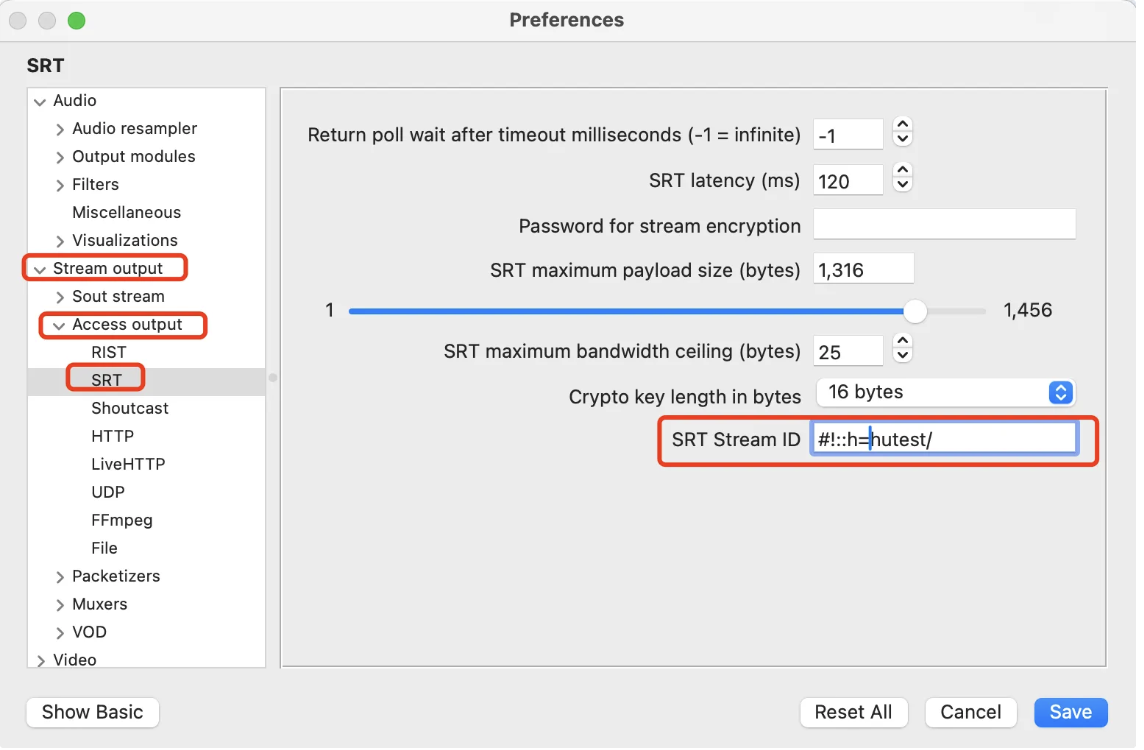 Preferences
SRT
Audio
Audio resampler
Output modules
Filters
Miscellaneous
Visualizations
Stream output
Sout stream
Access output
RIST
SRT
Shoutcast
HTTP
LiveHTTP
UDP
FFmpeg
File
Packetizers
Muxers
VOD
Video
Return poll wait after timeout milliseconds (-1 = infinite) -1
SRT latency (ms) 120
Password for stream encryption
SRT maximum payload size (bytes) 1,316
1 1,456
SRT maximum bandwidth ceiling (bytes) 25
Crypto key length in bytes 16 bytes
SRT Stream ID #!::h=hutest/
Show Basic Reset All Cancel Save